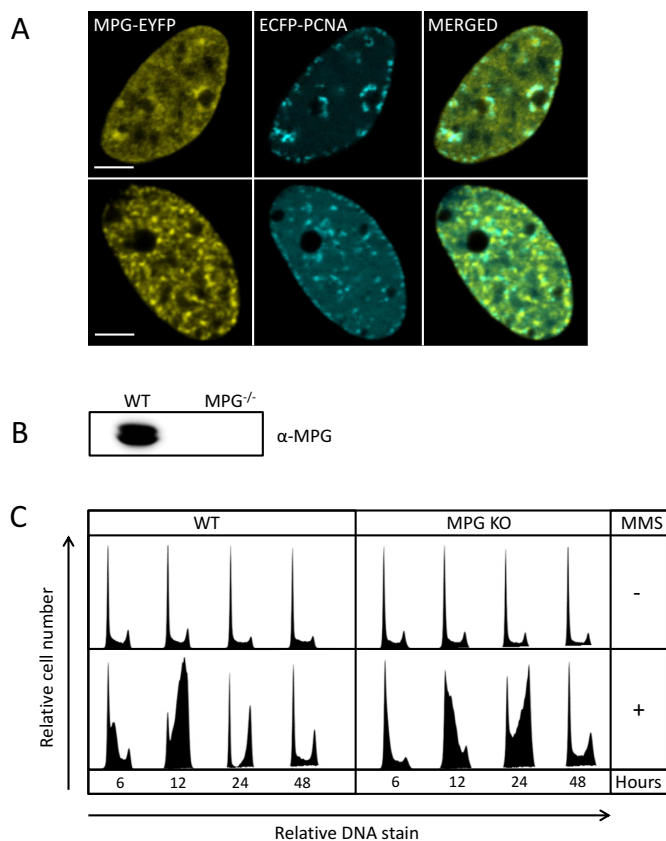 A
MPG-EYFP ECFP-PCNA MERGED
B
WT MPG-/-
α-MPG
C
WT MPG KO MMS
Relative cell number
-
+
6 12 24 48 6 12 24 48 Hours
Relative DNA stain